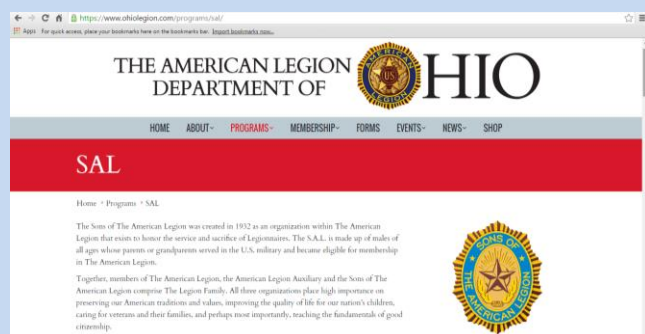 https://www.ohiolegion.com/programs/sal/
Apps For quick access, place your bookmarks here on the bookmarks bar. Import bookmarks now...
THE AMERICAN LEGION
DEPARTMENT OF
AMERICAN
US
LEGION
HIO
HOME ABOUT PROGRAMS MEMBERSHIP FORMS EVENTS NEWS SHOP
SAL
Home Programs SAL
The Sons of The American Legion was created in 1932 as an organization within The American
Legion that exists to honor the service and sacrifice of Legionnaires. The S.A.L. is made up of males of
all ages whose parents or grandparents served in the U.S. military and became eligible for membership
in The American Legion.
Together, members of The American Legion, the American Legion Auxiliary and the Sons of The
American Legion comprise The Legion Family. All three organizations place high importance on
preserving our American traditions and values, improving the quality of life for our nation's children,
caring for veterans and their families, and perhaps most importantly, teaching the fundamentals of good
citizenship.
SONS OF
THE AMERICAN LEGION